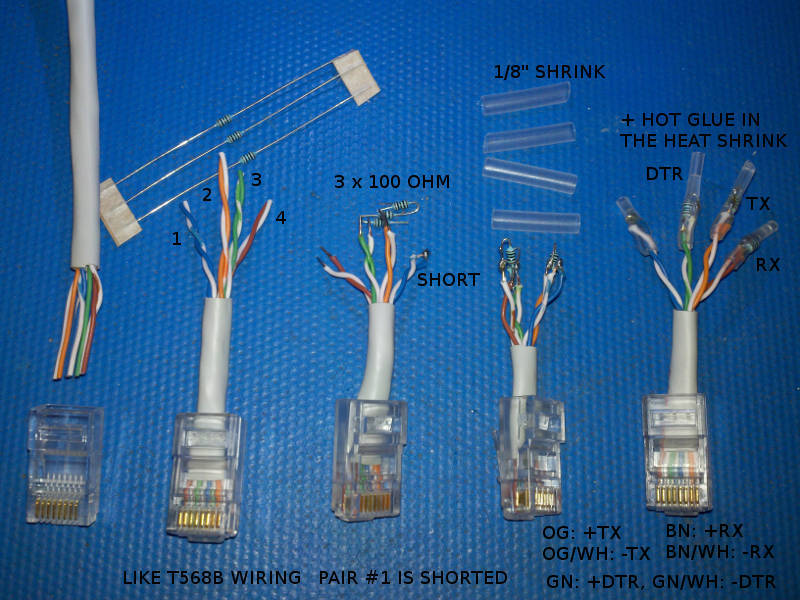 1/8" SHRINK
+ HOT GLUE IN
THE HEAT SHRINK
DTR
3 x 100 OHM
3
2
4
TX
1
RX
SHORT
OG: +TX
OG/WH: -TX
BN: +RX
BN/WH: -RX
LIKE T568B WIRING
PAIR #1 IS SHORTED
GN: +DTR, GN/WH: -DTR